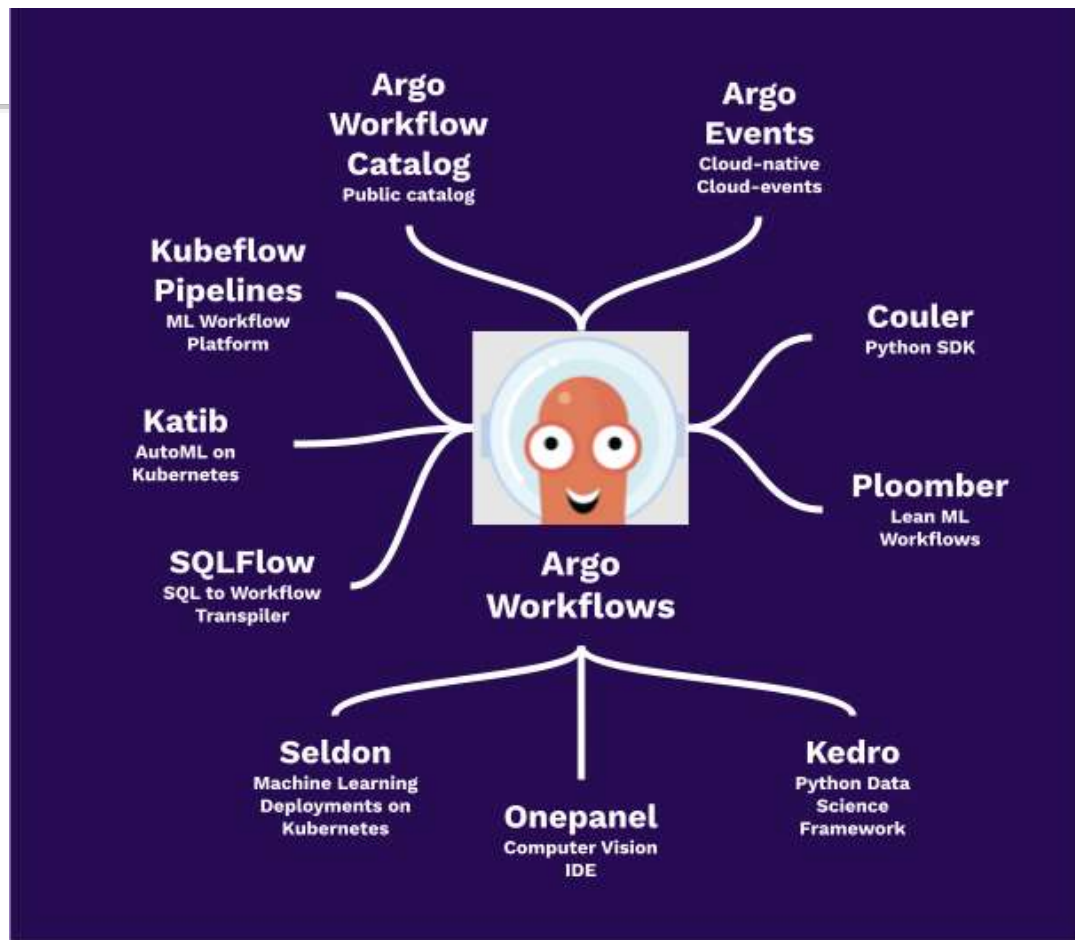 Argo
Workflow
Catalog
Public catalog
Argo
Events
Cloud-native
Cloud-events
Kubeflow
Pipelines
ML Workflow
Platform
Couler
Python SDK
Katib
AutoML on
Kubernetes
Ploomber
Lean ML
Workflows
SQLFlow
SQL to Workflow
Transpiler
Argo
Workflows
Seldon
Machine Learning
Deployments on
Kubernetes
Onepanel
Computer Vision
IDE
Kedro
Python Data
Science
Framework